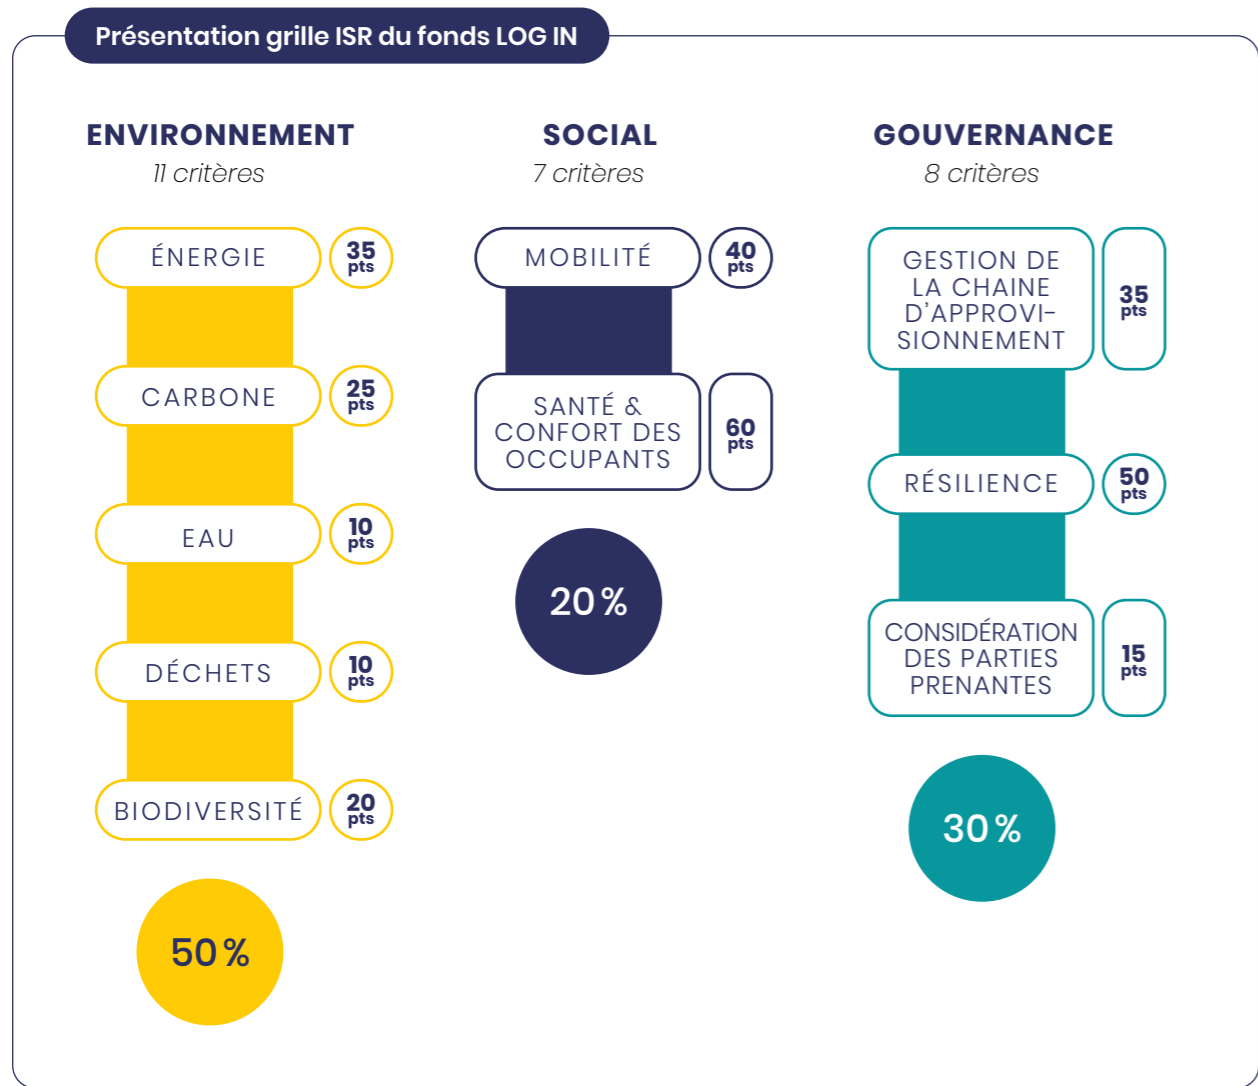 Présentation grille ISR du fonds LOG IN
ENVIRONNEMENT
11 critères
ÉNERGIE
35
pts
CARBONE
25
pts
EAU
10
pts
DÉCHETS
10
pts
BIODIVERSITÉ
20
pts
50 %
SOCIAL
7 critères
MOBILITÉ
40
pts
SANTÉ &
CONFORT DES
OCCUPANTS
60
pts
20 %
GOUVERNANCE
8 critères
GESTION DE
LA CHAINE
D'APPROVI-
SIONNEMENT
35
pts
RÉSILIENCE
50
pts
CONSIDÉRATION
DES PARTIES
PRENANTES
15
pts
30 %